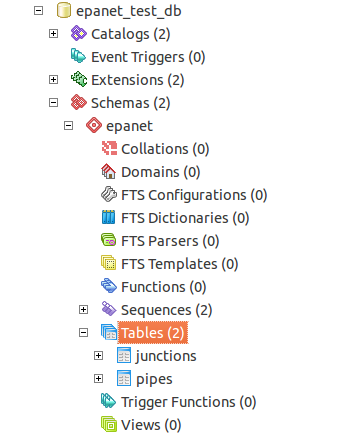 epanet_test_db
Catalogs (2)
Event Triggers (0)
Extensions (2)
Schemas (2)
epanet
Collations (0)
Domains (0)
FTS Configurations (0)
FTS Dictionaries (0)
FTS Parsers (0)
FTS Templates (0)
Functions (0)
Sequences (2)
Tables (2)
junctions
pipes
Trigger Functions (0)
Views (0)